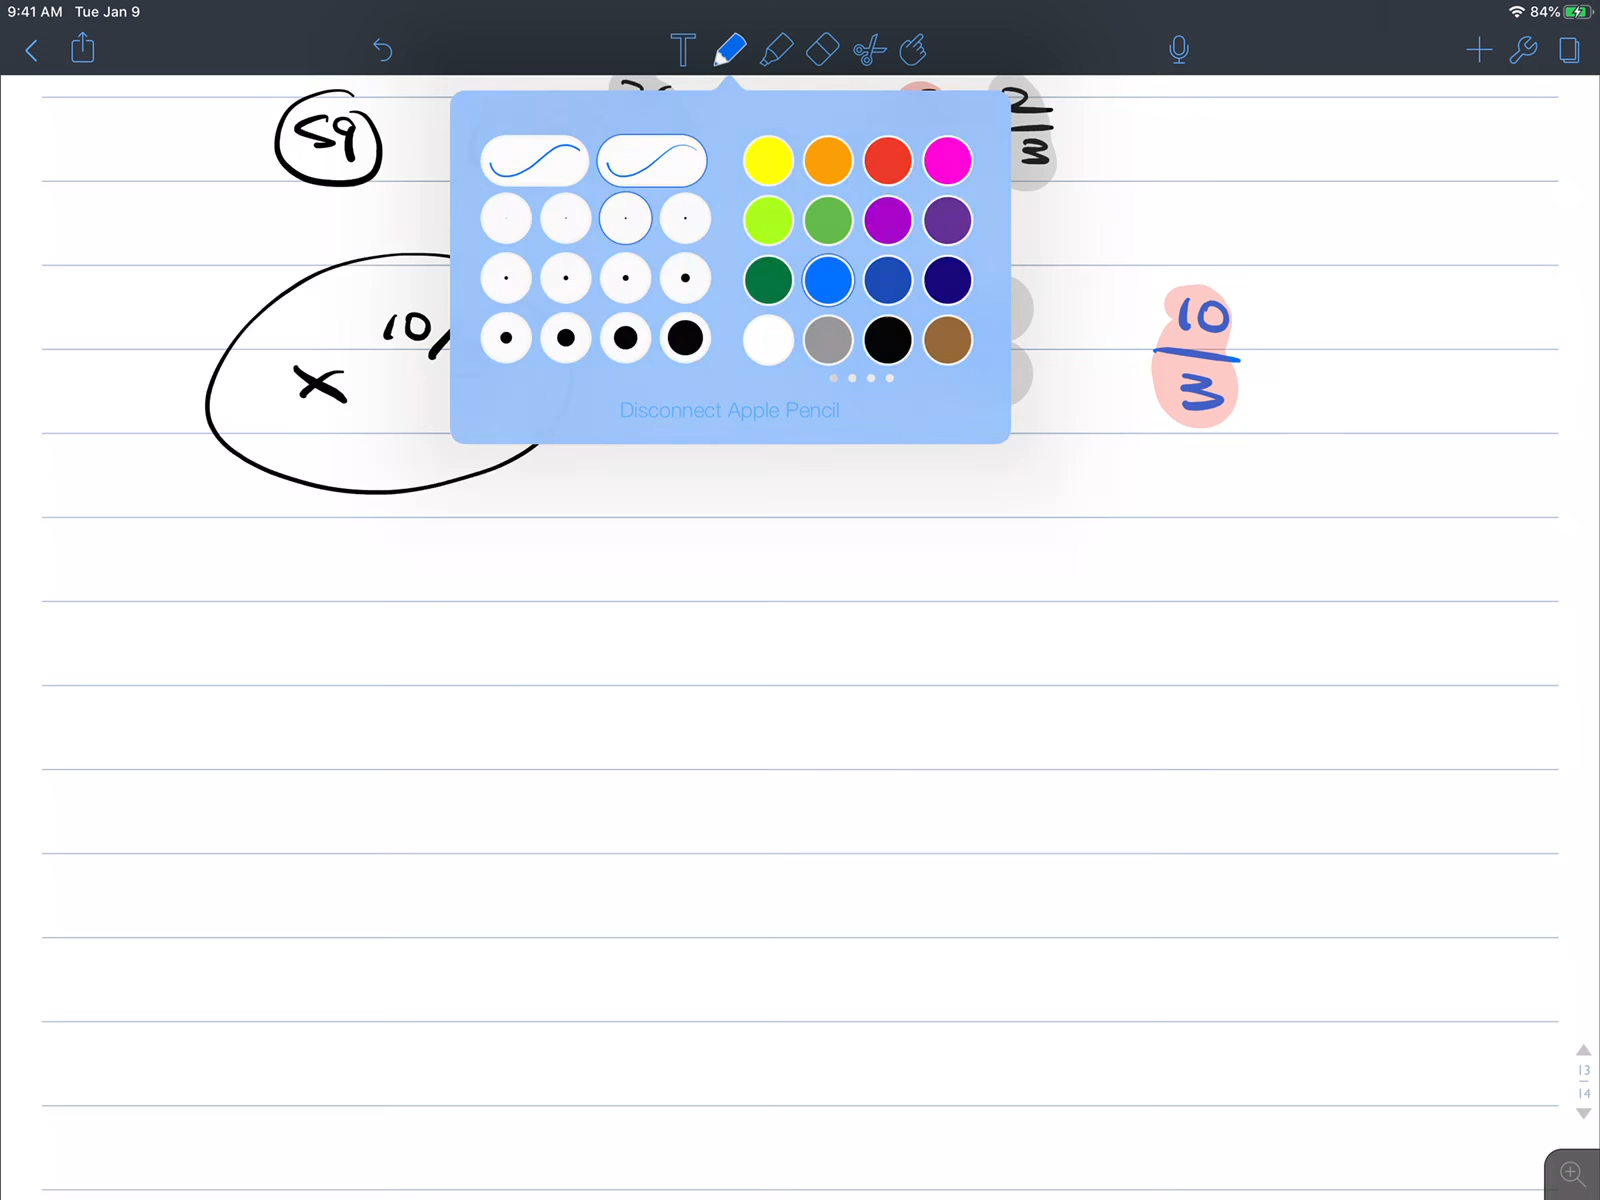 9:41 AM Tue Jan 9
84%
T
59
2/3
x 10/
10/3
Disconnect Apple Pencil
13
14